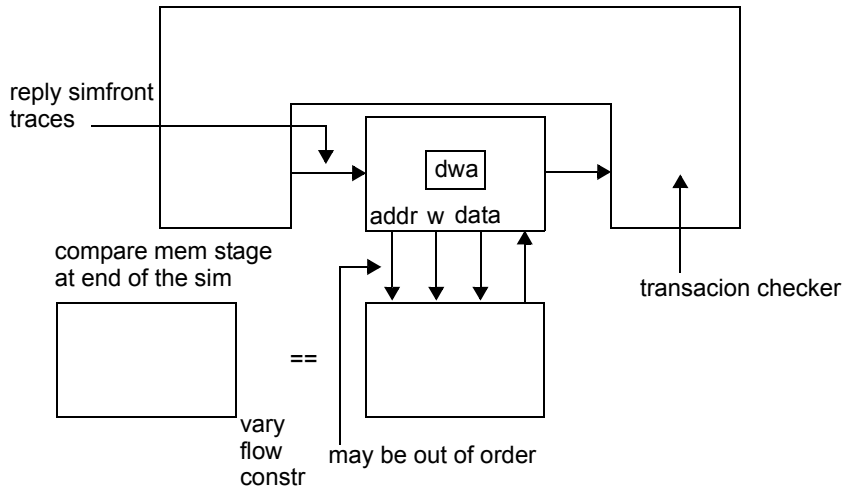 reply simfront
traces
dwa
addr w data
compare mem stage
at end of the sim
transacion checker
==
vary
flow
constr
may be out of order